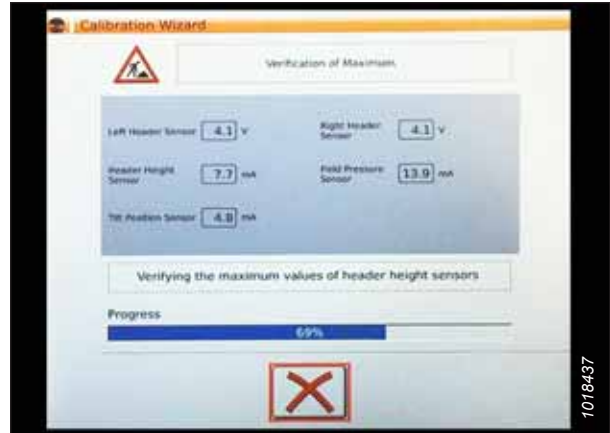 Calibration Wizard
Verification of Maximum
Left Header Sensor 4.1 V
Right Header Sensor 4.1 V
Header Height Sensor 7.7 mA
Field Pressure Sensor 13.9 mA
Tilt Position Sensor 4.8 mA
Verifying the maximum values of header height sensors
Progress
69%
1018437